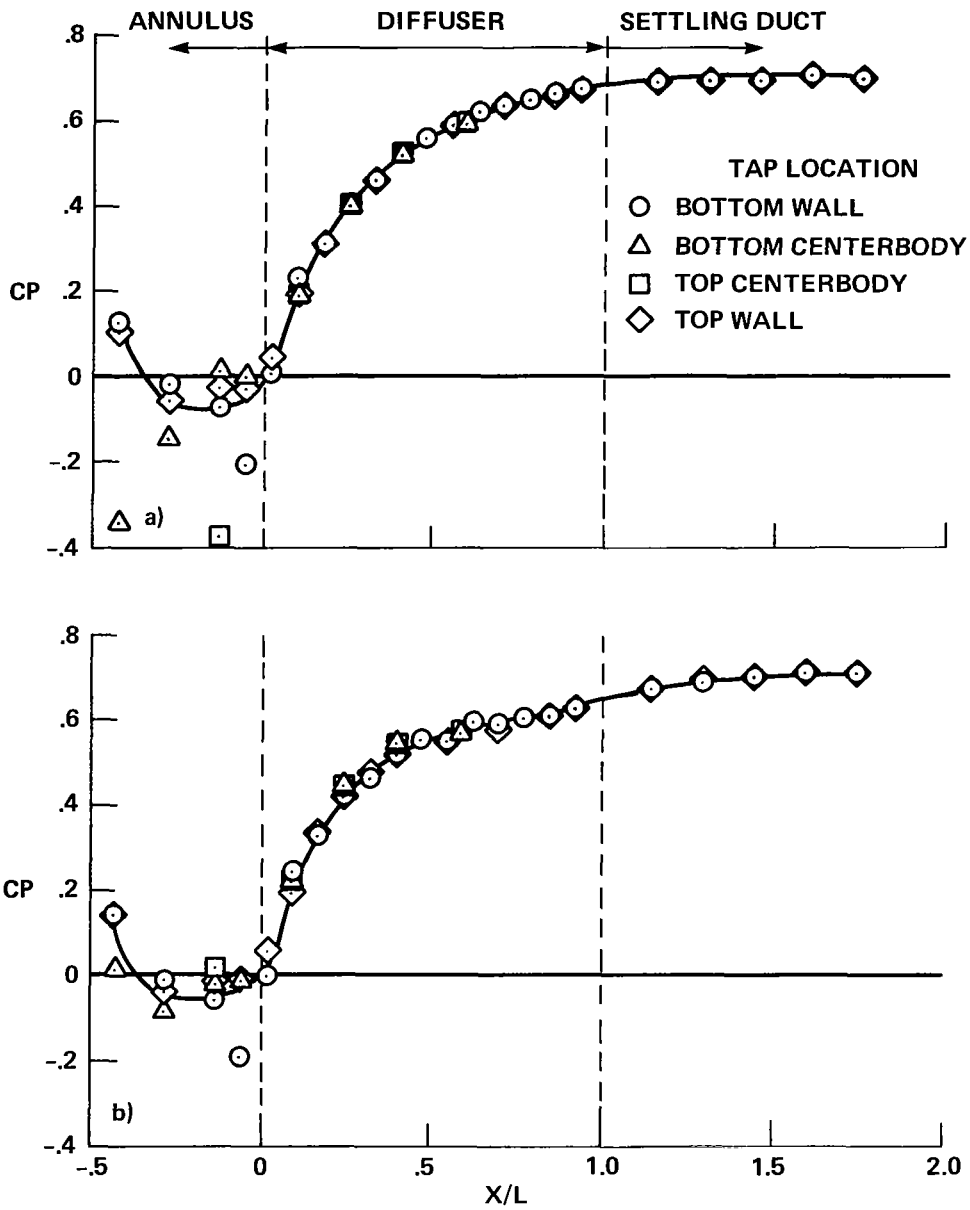 ANNULUS DIFFUSER SETTLING DUCT
.8
.6
.4
.2
0
-.2
-.4
CP
TAP LOCATION
BOTTOM WALL
BOTTOM CENTERBODY
TOP CENTERBODY
TOP WALL
a)
.8
.6
.4
.2
0
-.2
-.4
CP
b)
-.5 0 .5 1.0 1.5 2.0
X/L